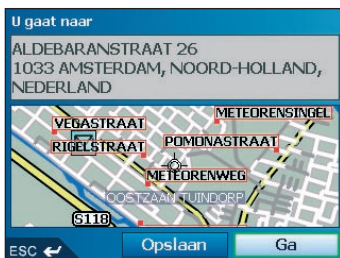 U gaat naar
ALDEBARANSTRAAT 26
1033 AMSTERDAM, NOORD-HOLLAND,
NEDERLAND
METEORENSINGEL
VEGASTRAAT
POMONASTRAAT
RIGELSTRAAT
METEORENWEG
OOSTZAAN TUINDORP
S118
ESC
Opslaan
Ga